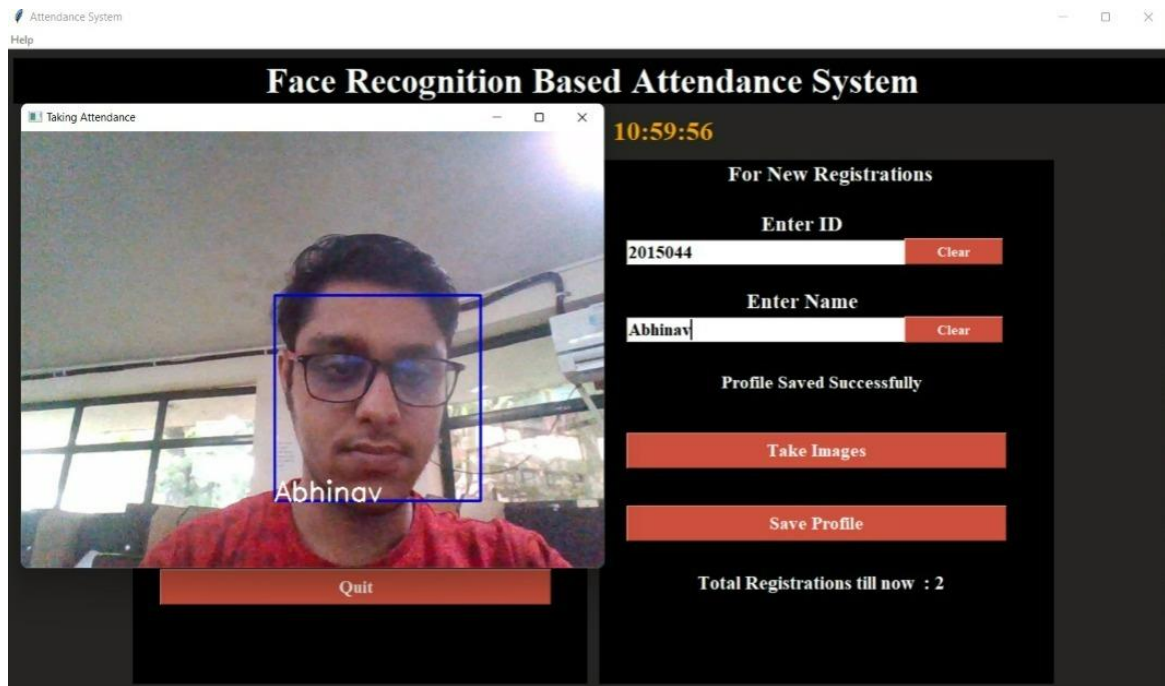 Attendance System
Help
Face Recognition Based Attendance System
Taking Attendance
10:59:56
Abhinav
Quit
For New Registrations
Enter ID
2015044 Clear
Enter Name
Abhinav Clear
Profile Saved Successfully
Take Images
Save Profile
Total Registrations till now : 2